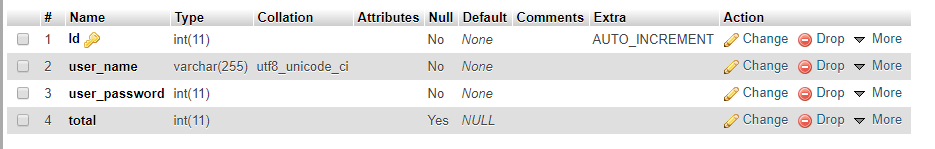 # Name Type Collation Attributes Null Default Comments Extra Action
1 Id int(11) No None AUTO_INCREMENT Change Drop More
2 user_name varchar(255) utf8_unicode_ci No None Change Drop More
3 user_password int(11) No None Change Drop More
4 total int(11) Yes NULL Change Drop More